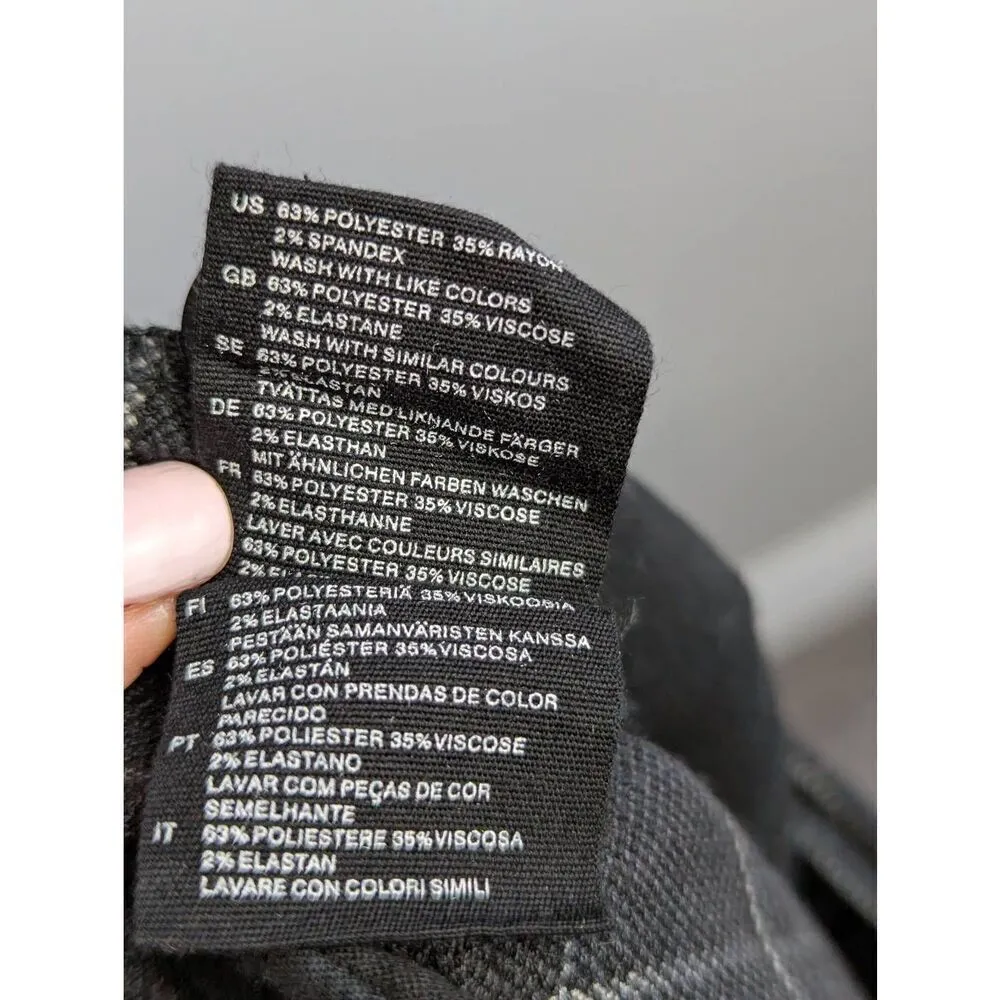 US 63% POLYESTER 35% RAYON
2% SPANDEX
WASH WITH LIKE COLORS
GB 63% POLYESTER 35% VISCOSE
2% ELASTANE
WASH WITH SIMILAR COLOURS
SE 63% POLYESTER 35% VISKOS
2% ELASTAN
TVÄTTAS MED LIKNANDE FÄRGER
DE 63% POLYESTER 35% VISKOSE
2% ELASTHAN
MIT ÄHNLICHEN FARBEN WASCHEN
FR 63% POLYESTER 35% VISCOSE
2% ELASTHANNE
LAVER AVEC COULEURS SIMILAIRES
63% POLYESTER 35% VISCOSE
2%
FI 63% POLYESTERIÄ 35% VISKOOSIA
2% ELASTAANIA
PESTÄÄN SAMANVÄRISTEN KANSSA
ES 63% POLIÉSTER 35% VISCOSA
2% ELASTÁN
LAVAR CON PRENDAS DE COLOR
PARECIDO
PT 63% POLIESTER 35% VISCOSE
2% ELASTANO
LAVAR COM PEÇAS DE COR
SEMELHANTE
IT 63% POLIESTERE 35% VISCOSA
2% ELASTAN
LAVARE CON COLORI SIMILI